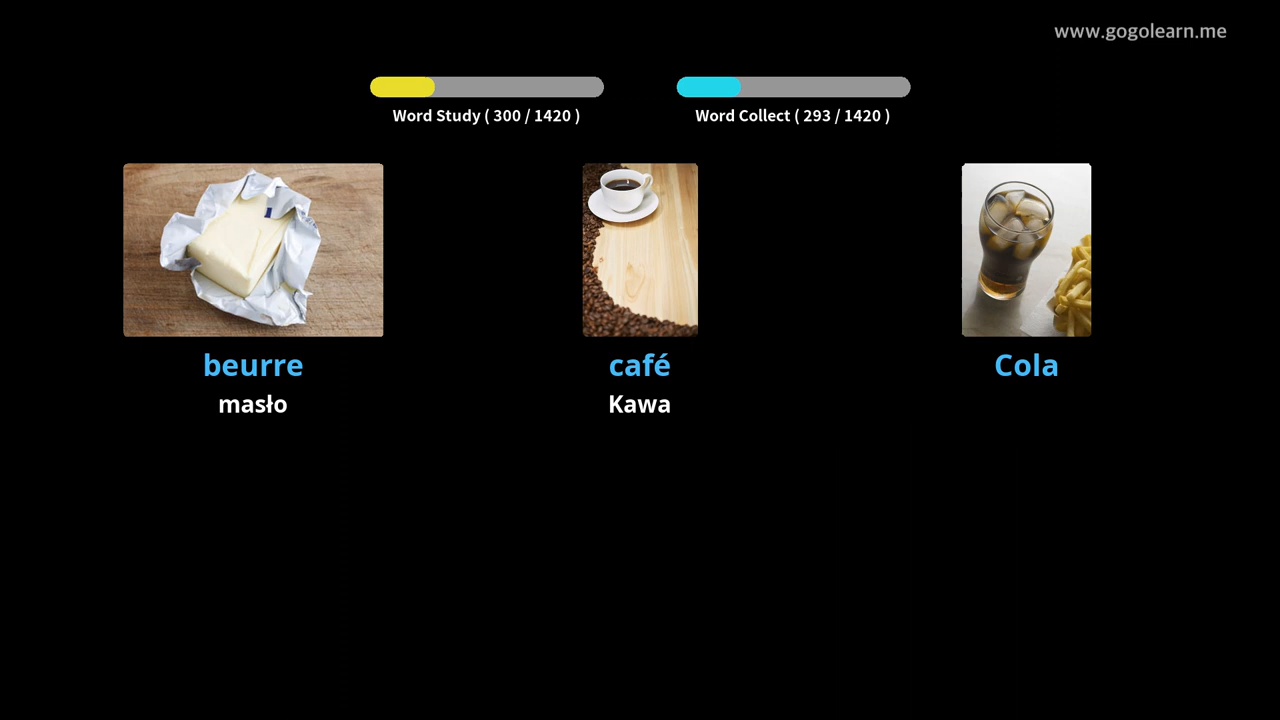 www.gogolearn.me
Word Study ( 300 / 1420 )
Word Collect ( 293 / 1420 )
beurre
masło
café
Kawa
Cola